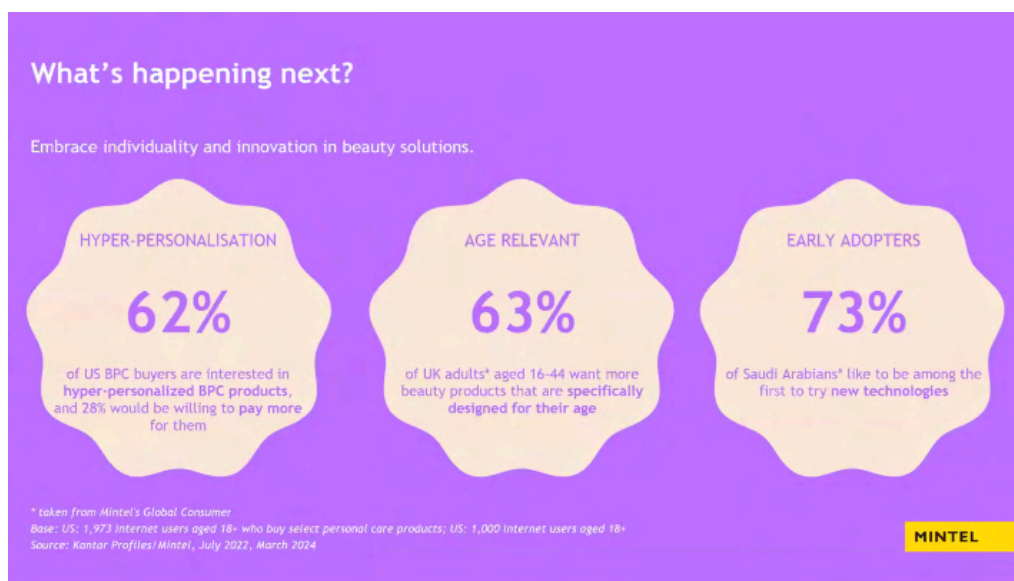 What's happening next?
Embrace individuality and innovation in beauty solutions.
HYPER-PERSONALISATION
62%
of US BPC buyers are interested in
hyper-personalized BPC products,
and 28% would be willing to pay more
for them
AGE RELEVANT
63%
of UK adults* aged 16-44 want more
beauty products that are specifically
designed for their age
EARLY ADOPTERS
73%
of Saudi Arabians* like to be among the
first to try new technologies
* taken from Mintel's Global Consumer
Base: US: 1,973 internet users aged 18+ who buy select personal care products; US: 1,000 internet users aged 18+
Source: Kantar Profiles/Mintel, July 2022, March 2024
MINTEL